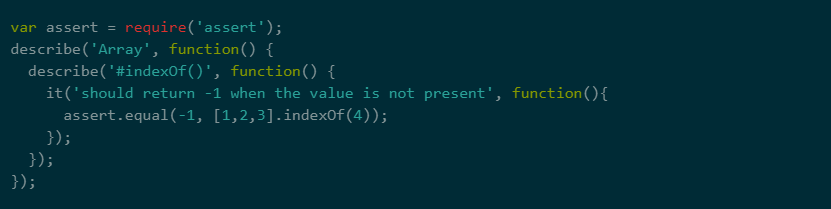 var assert = require('assert');
describe('Array', function() {
  describe('#indexOf()', function() {
    it('should return -1 when the value is not present', function(){
      assert.equal(-1, [1,2,3].indexOf(4));
    });
  });
});